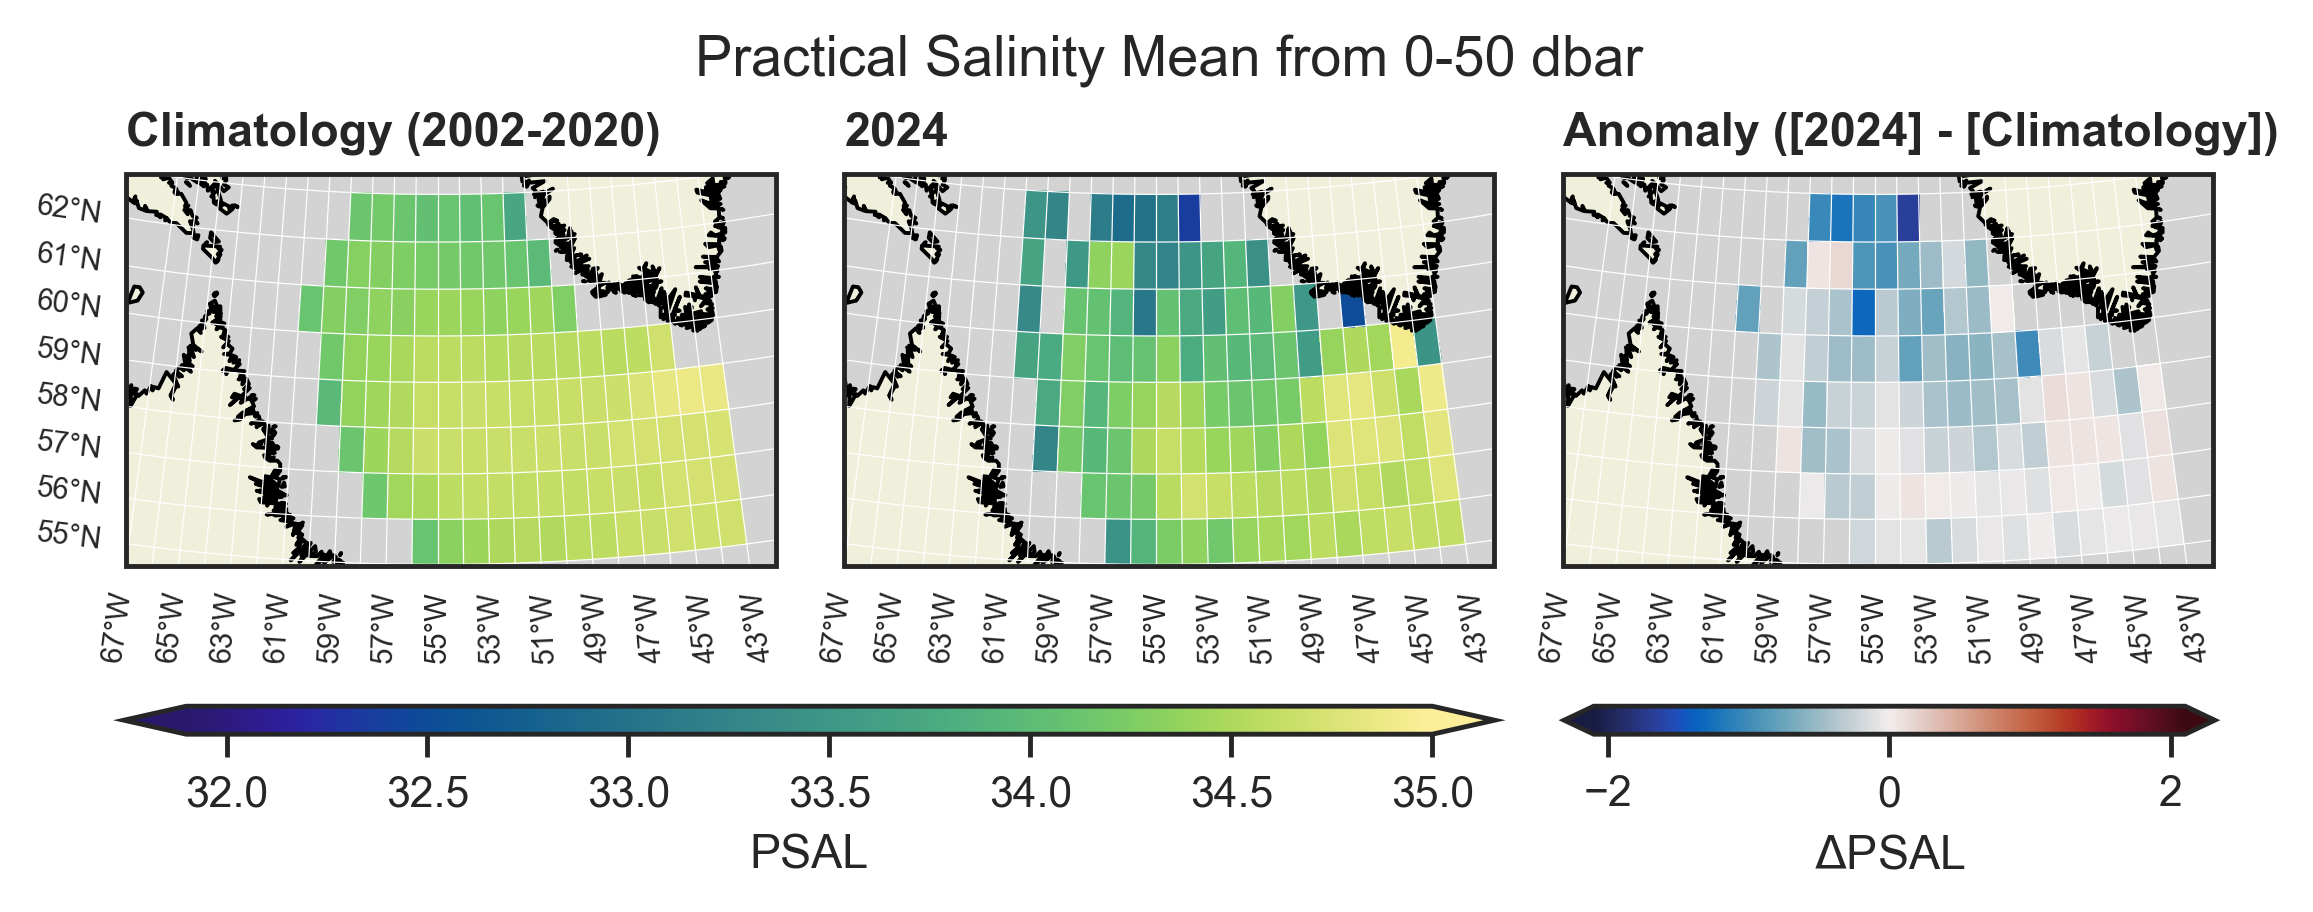 Practical Salinity Mean from 0-50 dbar
Climatology (2002-2020)
2024
Anomaly ([2024] - [Climatology])
62°N
61°N
60°N
59°N
58°N
57°N
56°N
55°N
67°W 65°W 63°W 61°W 59°W 57°W 55°W 53°W 51°W 49°W 47°W 45°W 43°W
67°W 65°W 63°W 61°W 59°W 57°W 55°W 53°W 51°W 49°W 47°W 45°W 43°W
67°W 65°W 63°W 61°W 59°W 57°W 55°W 53°W 51°W 49°W 47°W 45°W 43°W
32.0 32.5 33.0 33.5 34.0 34.5 35.0
PSAL
−2 0 2
ΔPSAL